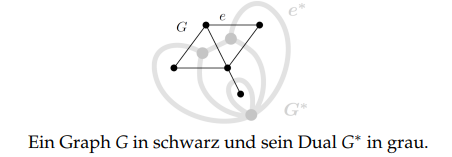 e*
e
G
G*
Ein Graph G in schwarz und sein Dual G* in grau.